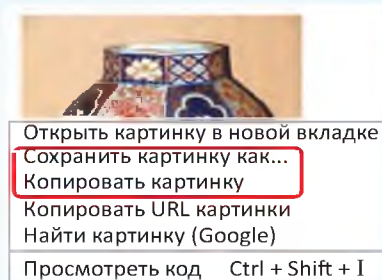 Открыть картинку в новой вкладке
Сохранить картинку как...
Копировать картинку
Копировать URL картинки
Найти картинку (Google)
Просмотреть код Ctrl + Shift + I